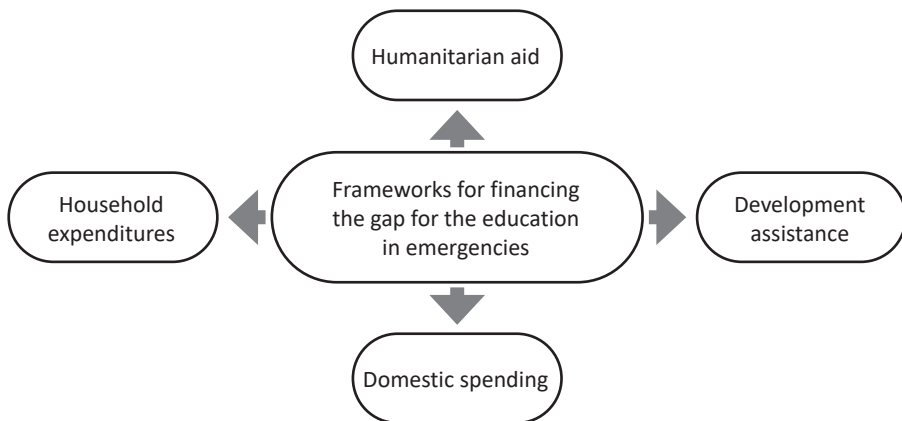 Humanitarian aid
Household
expenditures
Frameworks for financing
the gap for the education
in emergencies
Development
assistance
Domestic spending